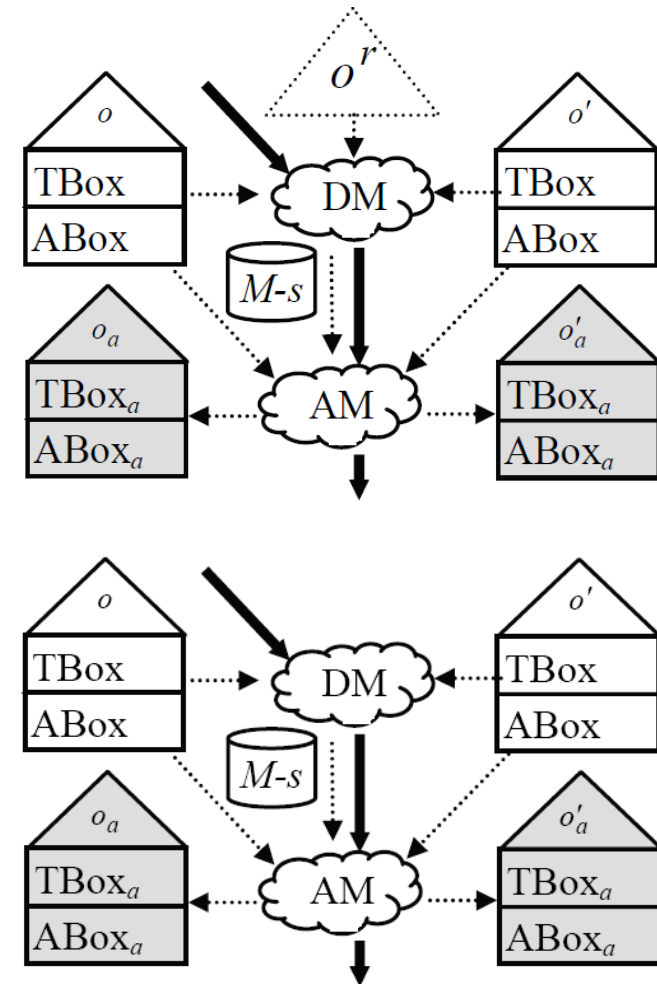 o^r
o
o'
TBox
DM
TBox
ABox
ABox
M-s
o_a
o'_a
TBox_a
AM
TBox_a
ABox_a
ABox_a
o
o'
TBox
DM
TBox
ABox
ABox
M-s
o_a
o'_a
TBox_a
AM
TBox_a
ABox_a
ABox_a